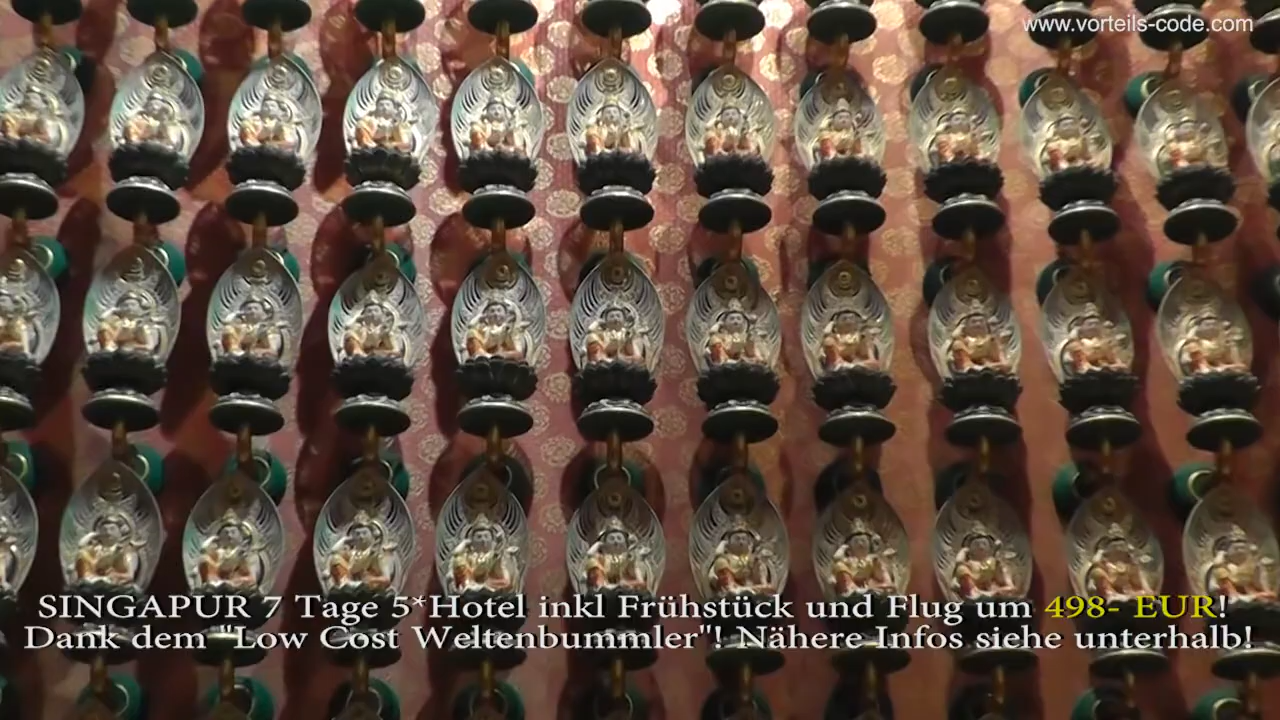 www.vorteils-code.com
SINGAPUR 7 Tage 5*Hotel inkl Frühstück und Flug um 498- EUR!
Dank dem "Low Cost Weltenbummler"! Nähere Infos siehe unterhalb!